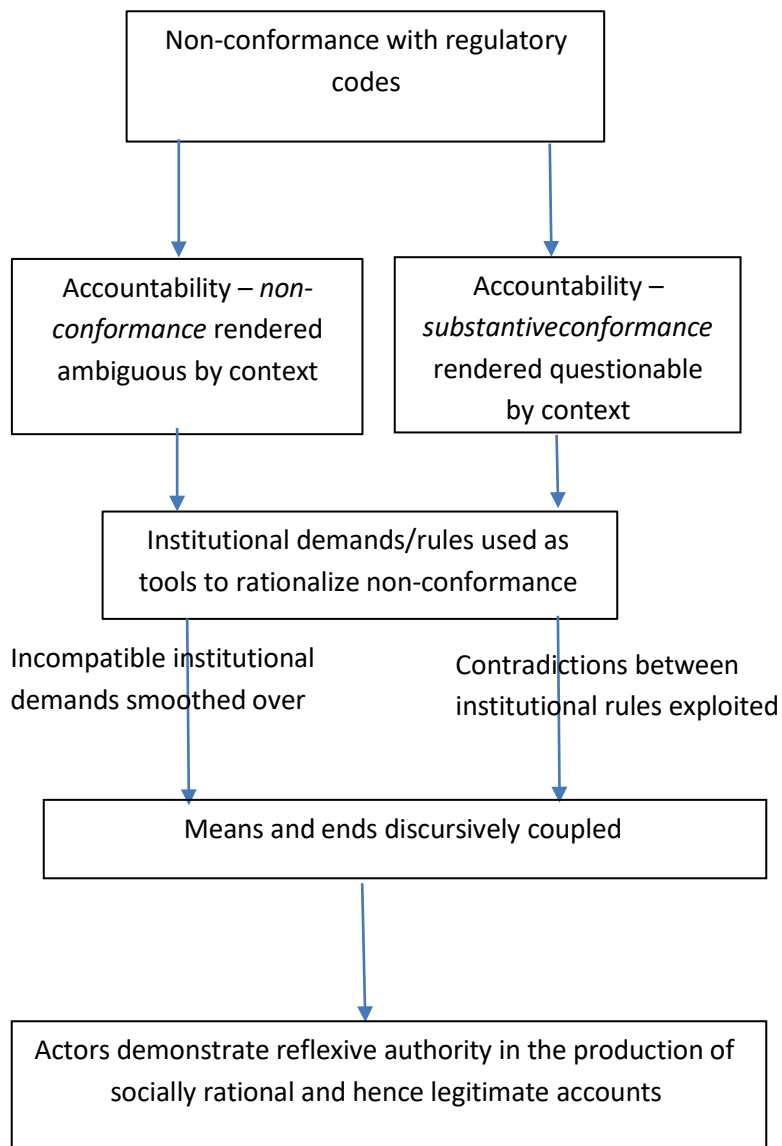 Non-conformance with regulatory
codes
Accountability – non-
conformance rendered
ambiguous by context
Accountability –
substantiveconformance
rendered questionable
by context
Institutional demands/rules used as
tools to rationalize non-conformance
Incompatible institutional
demands smoothed over
Contradictions between
institutional rules exploited
Means and ends discursively coupled
Actors demonstrate reflexive authority in the production of
socially rational and hence legitimate accounts